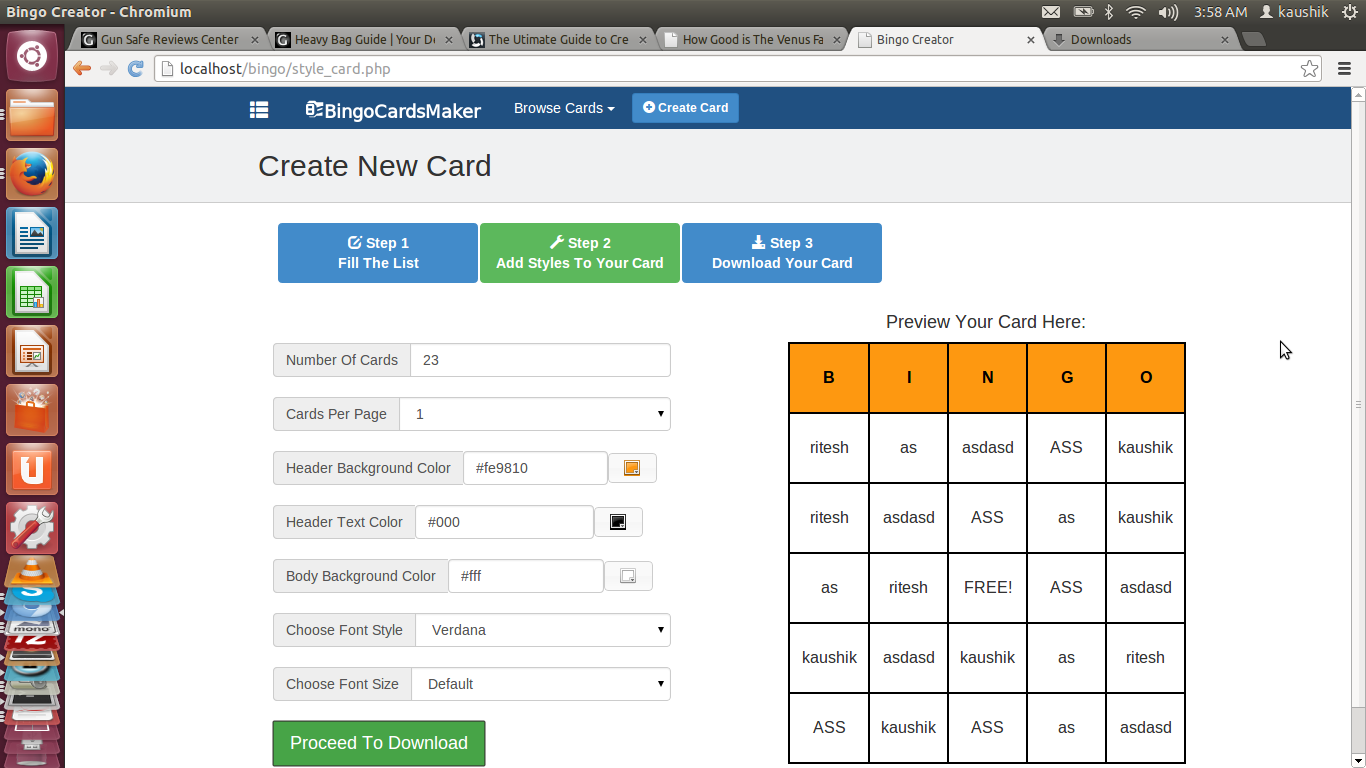 Bingo Creator - Chromium
3:58 AM kaushik
Gun Safe Reviews Center
Heavy Bag Guide | Your De
The Utimate Guide to Cre
How Good is The Venus Fa
Bingo Creator
Downloads
localhost/bingo/style_card.php
BingoCardsMaker
Browse Cards
Create Card
Create New Card
Step 1
Fill The List
Step 2
Add Styles To Your Card
Step 3
Download Your Card
Number Of Cards 23
Cards Per Page 1
Header Background Color #fe9810
Header Text Color #000
Body Background Color #fff
Choose Font Style Verdana
Choose Font Size Default
Proceed To Download
Preview Your Card Here:
B I N G O
ritesh as asdasd ASS kaushik
ritesh asdasd ASS as kaushik
as ritesh FREE! ASS asdasd
kaushik asdasd kaushik as ritesh
ASS kaushik ASS as asdasd